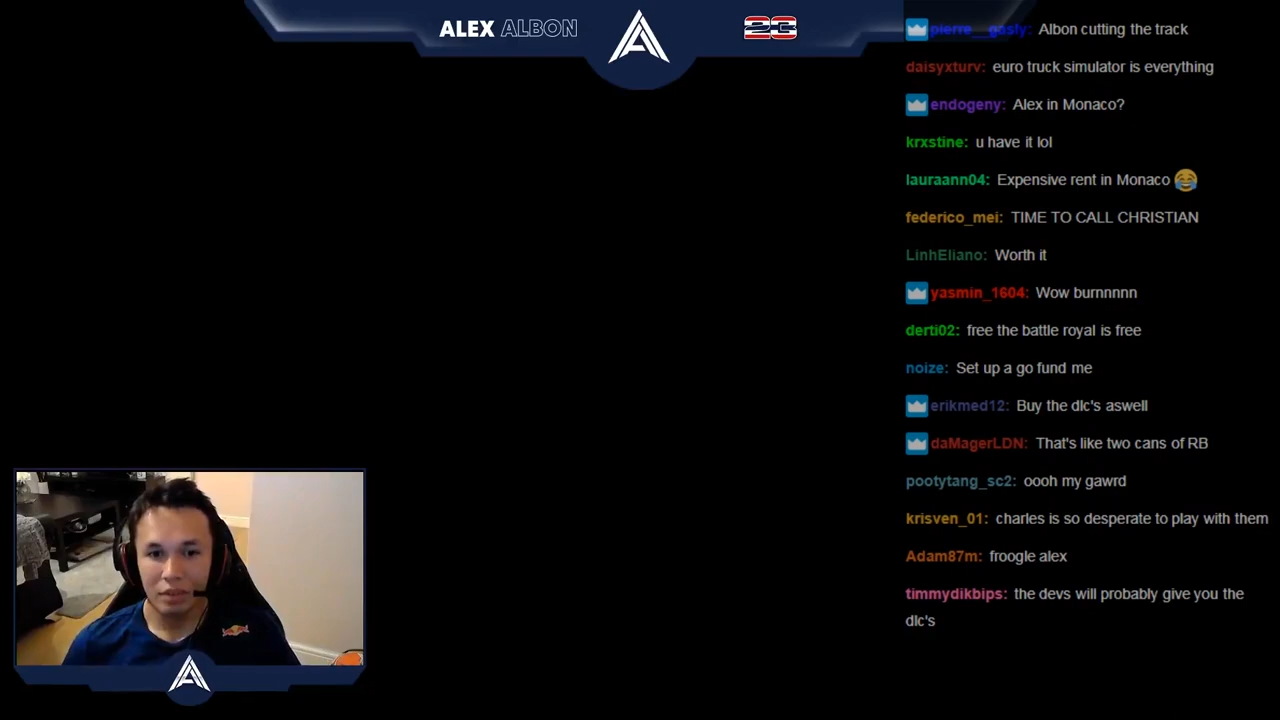 ALEX ALBON
23
pierre__gasly: Albon cutting the track
daisyxturv: euro truck simulator is everything
endogeny: Alex in Monaco?
krxstine: u have it lol
lauraann04: Expensive rent in Monaco 😂
federico_mei: TIME TO CALL CHRISTIAN
LinhEliano: Worth it
yasmin_1604: Wow burnnnnn
derti02: free the battle royal is free
noize: Set up a go fund me
erikmed12: Buy the dlc's aswell
daMagerLDN: That's like two cans of RB
pootytang_sc2: oooh my gawrd
krisven_01: charles is so desperate to play with them
Adam87m: froogle alex
timmydikbips: the devs will probably give you the
dlc's